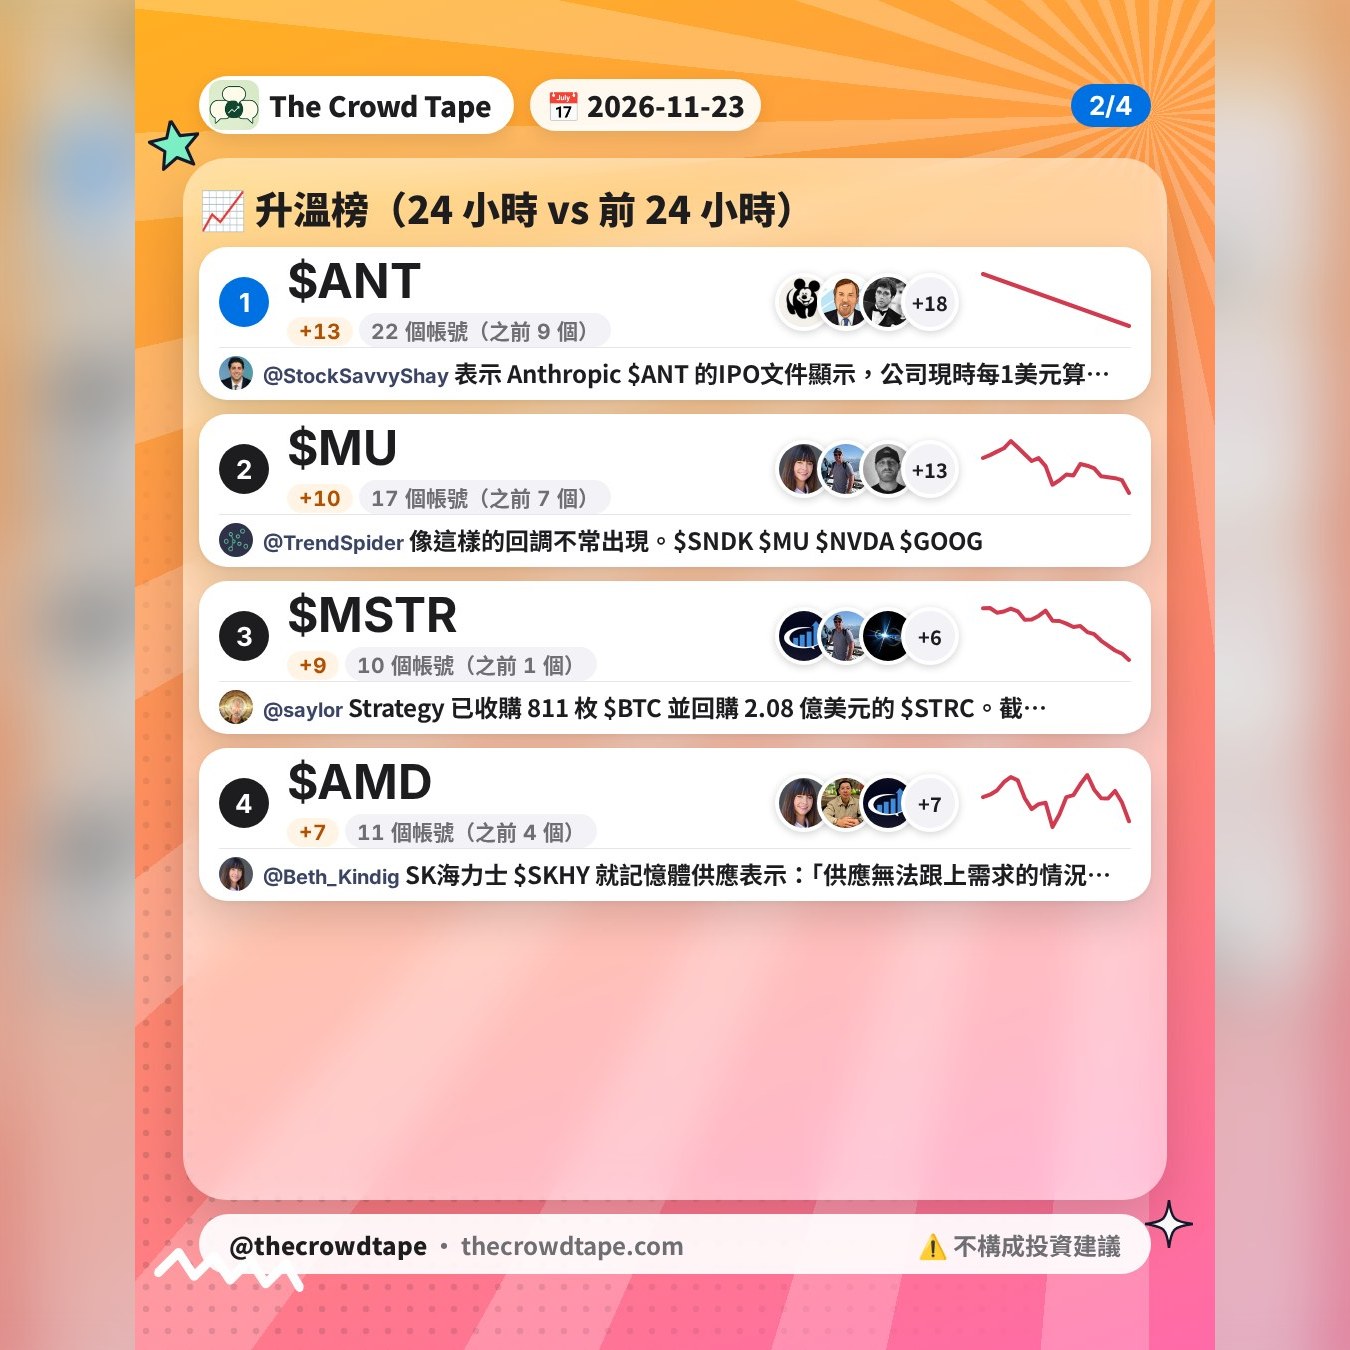 The Crowd Tape
July 17
2026-11-23
2/4
升溫榜（24 小時 vs 前 24 小時）
1
$ANT
+13 22 個帳號（之前 9 個）
+18
@StockSavvyShay 表示 Anthropic $ANT 的IPO文件顯示，公司現時每1美元算…
2
$MU
+10 17 個帳號（之前 7 個）
+13
@TrendSpider 像這樣的回調不常出現。$SNDK $MU $NVDA $GOOG
3
$MSTR
+9 10 個帳號（之前 1 個）
+6
@saylor Strategy 已收購 811 枚 $BTC 並回購 2.08 億美元的 $STRC。截…
4
$AMD
+7 11 個帳號（之前 4 個）
+7
@Beth_Kindig SK海力士 $SKHY 就記憶體供應表示：「供應無法跟上需求的情況…
@thecrowdtape • thecrowdtape.com
不構成投資建議